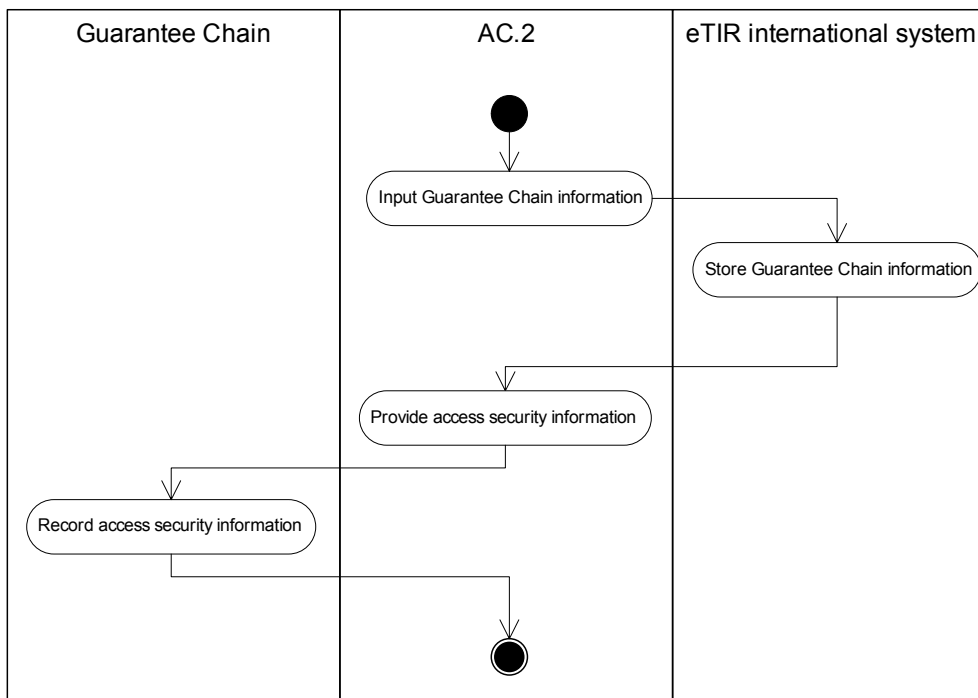 Guarantee Chain
AC.2
eTIR international system
Input Guarantee Chain information
Store Guarantee Chain information
Provide access security information
Record access security information